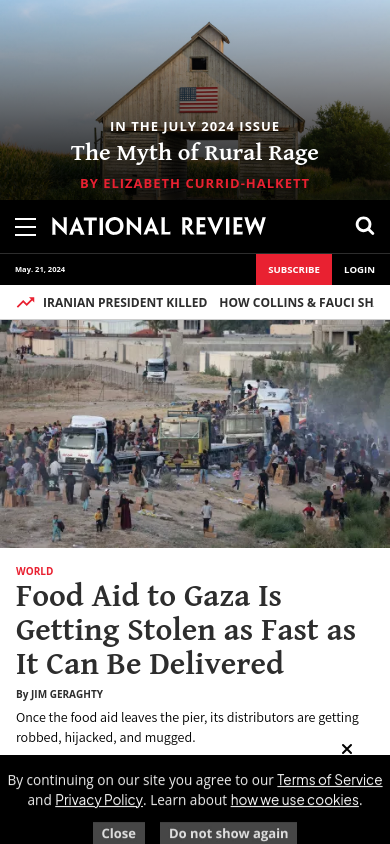 IN THE JULY 2024 ISSUE
The Myth of Rural Rage
BY ELIZABETH CURRID-HALKETT
NATIONAL REVIEW
May. 21, 2024
SUBSCRIBE
LOGIN
IRANIAN PRESIDENT KILLED HOW COLLINS & FAUCI SH
WORLD
Food Aid to Gaza Is
Getting Stolen as Fast as
It Can Be Delivered
By JIM GERAGHTY
Once the food aid leaves the pier, its distributors are getting
robbed, hijacked, and mugged.
By continuing on our site you agree to our Terms of Service
and Privacy Policy. Learn about how we use cookies.
Close
Do not show again